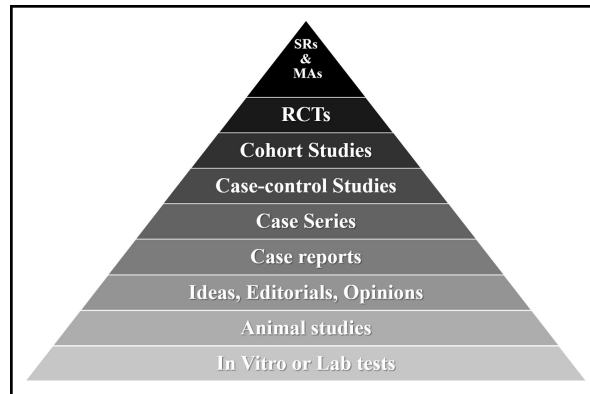 SRs
&
MAs
RCTs
Cohort Studies
Case-control Studies
Case Series
Case reports
Ideas, Editorials, Opinions
Animal studies
In Vitro or Lab tests